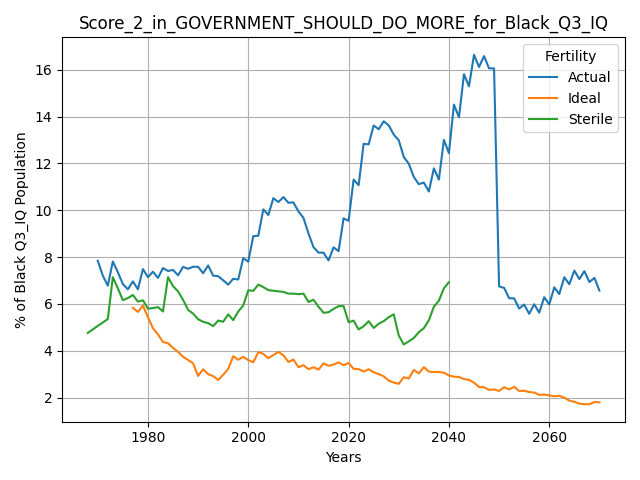 Score_2_in_GOVERNMENT_SHOULD_DO_MORE_for_Black_Q3_IQ
Fertility
Actual
Ideal
Sterile
% of Black Q3_IQ Population
16
14
12
10
8
6
4
2
1980 2000 2020 2040 2060
Years